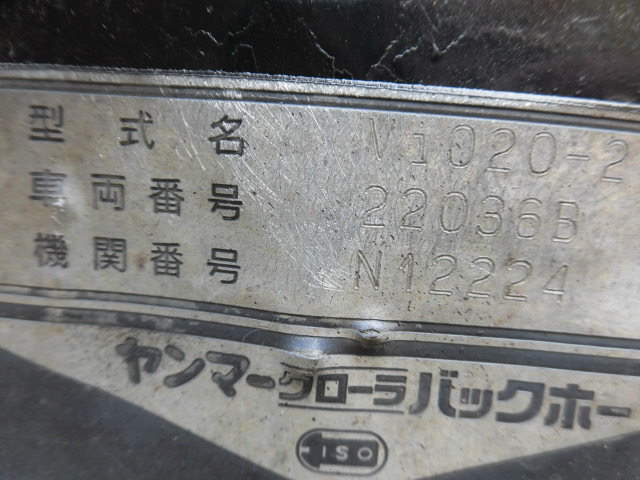 型式名 V1020-2
車両番号 22036B
機関番号 N12224
ヤンマークローラバックホー
ISO